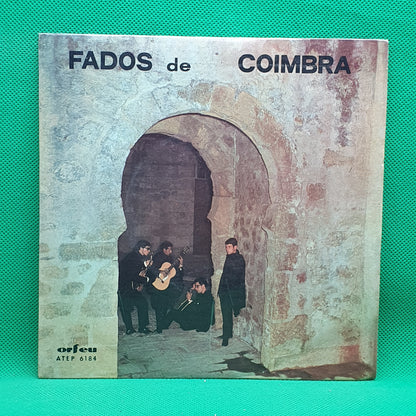 FADOS de COIMBRA
orfeu
ATEP 6184